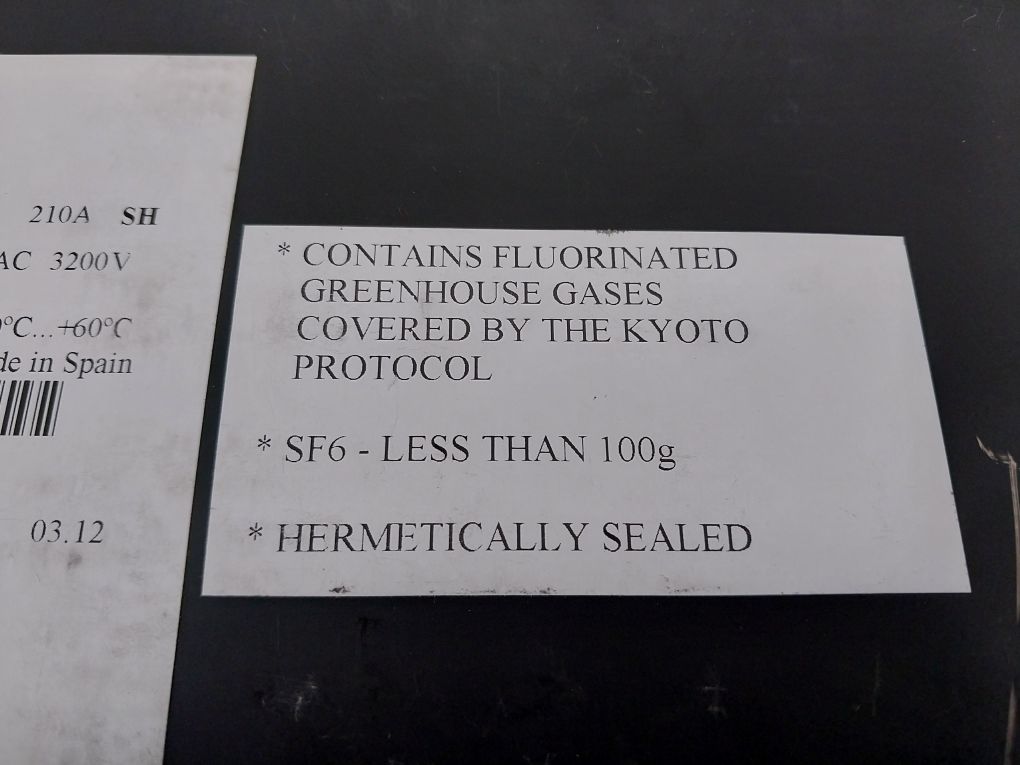 210A SH
AC 3200V
0°C...+60°C
de in Spain
03.12
* CONTAINS FLUORINATED
GREENHOUSE GASES
COVERED BY THE KYOTO
PROTOCOL
* SF6 - LESS THAN 100g
* HERMETICALLY SEALED